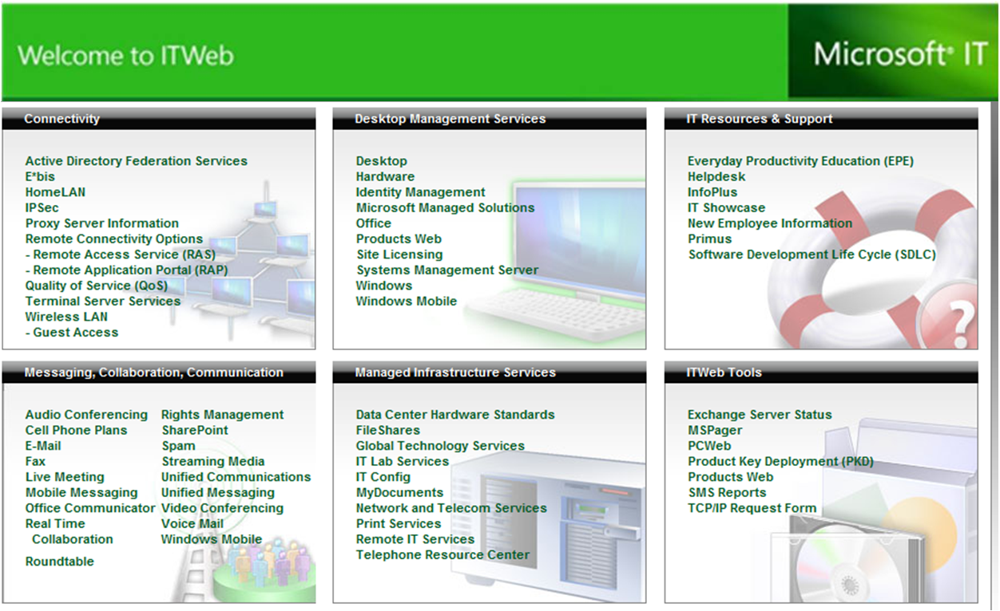 Welcome to ITWeb
Microsoft® IT
Connectivity
Active Directory Federation Services
E*bis
HomeLAN
IPSec
Proxy Server Information
Remote Connectivity Options
- Remote Access Service (RAS)
- Remote Application Portal (RAP)
Quality of Service (QoS)
Terminal Server Services
Wireless LAN
- Guest Access
Desktop Management Services
Desktop
Hardware
Identity Management
Microsoft Managed Solutions
Office
Products Web
Site Licensing
Systems Management Server
Windows
Windows Mobile
IT Resources & Support
Everyday Productivity Education (EPE)
Helpdesk
InfoPlus
IT Showcase
New Employee Information
Primus
Software Development Life Cycle (SDLC)
?
Messaging, Collaboration, Communication
Audio Conferencing
Cell Phone Plans
E-Mail
Fax
Live Meeting
Mobile Messaging
Office Communicator
Real Time
Collaboration
Roundtable
Rights Management
SharePoint
Spam
Streaming Media
Unified Communications
Unified Messaging
Video Conferencing
Voice Mail
Windows Mobile
Managed Infrastructure Services
Data Center Hardware Standards
FileShares
Global Technology Services
IT Lab Services
IT Config
MyDocuments
Network and Telecom Services
Print Services
Remote IT Services
Telephone Resource Center
ITWeb Tools
Exchange Server Status
MSPager
PCWeb
Product Key Deployment (PKD)
Products Web
SMS Reports
TCP/IP Request Form